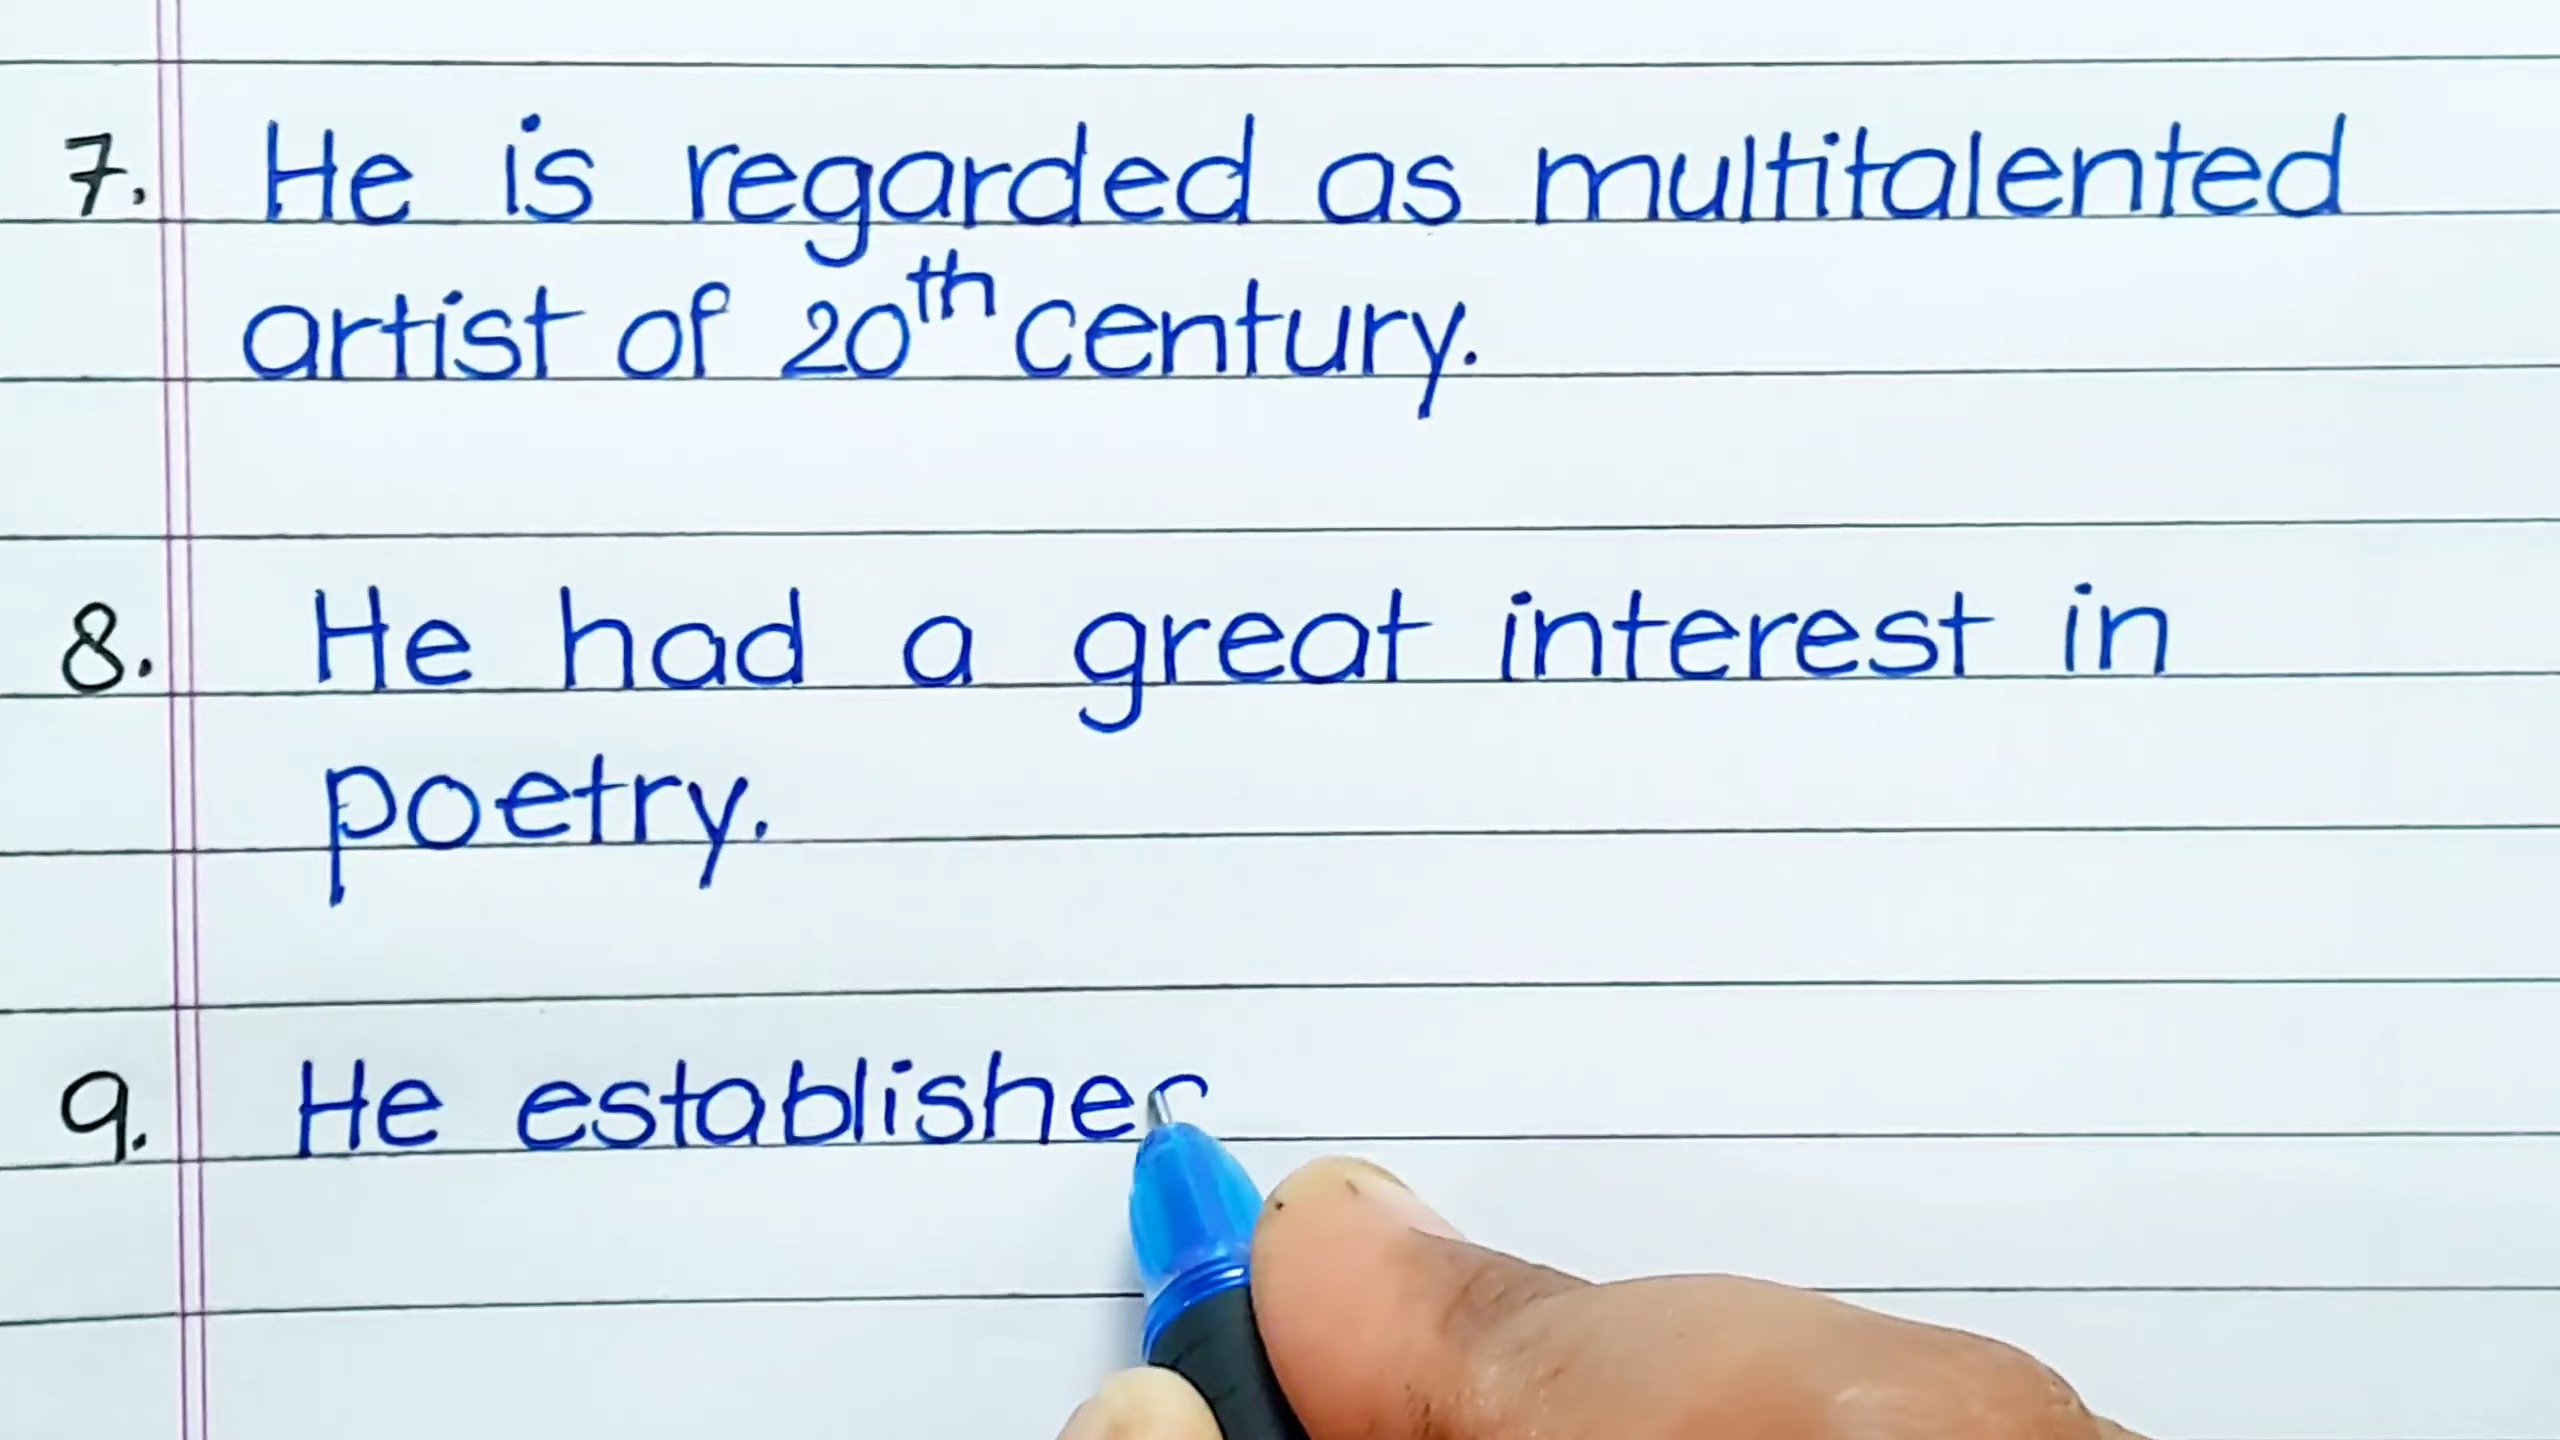 7. He is regarded as multitalented
artist of 20th century.
8. He had a great interest in
poetry.
9. He establishe